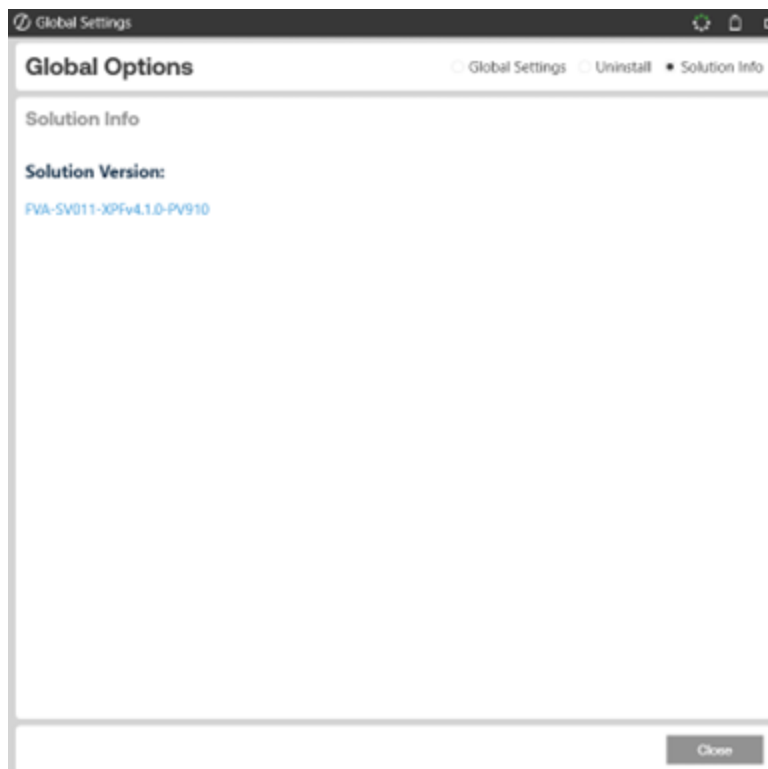 Global Settings
Global Options
Global Settings Uninstall Solution Info
Solution Info
Solution Version:
FVA-SV011-XPFv4.1.0-PV910
Close